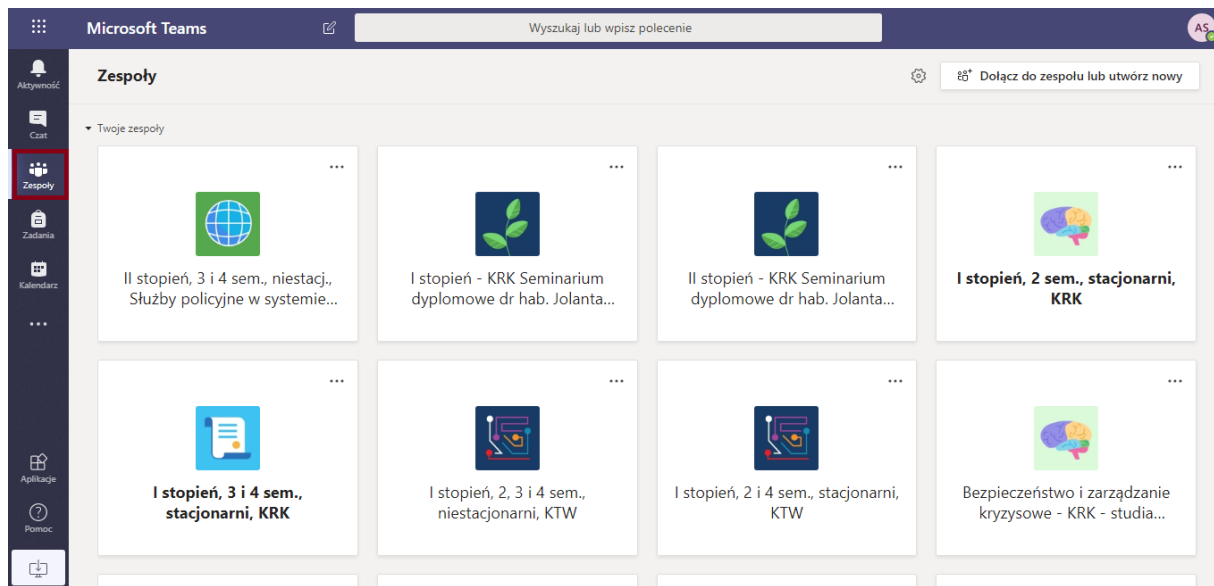 Microsoft Teams
Wyszukaj lub wpisz polecenie
AS
Aktywność
Czat
Zespoły
Zadania
Kalendarz
Aplikacje
Pomoc
Zespoły
Dołącz do zespołu lub utwórz nowy
Twoje zespoły
II stopień, 3 i 4 sem., niestacj.,
Służby policyjne w systemie...
I stopień - KRK Seminarium
dyplomowe dr hab. Jolanta...
II stopień - KRK Seminarium
dyplomowe dr hab. Jolanta...
I stopień, 2 sem., stacjonarni,
KRK
I stopień, 3 i 4 sem.,
stacjonarni, KRK
I stopień, 2, 3 i 4 sem.,
niestacjonarni, KTW
I stopień, 2 i 4 sem., stacjonarni,
KTW
Bezpieczeństwo i zarządzanie
kryzysowe - KRK - studia...